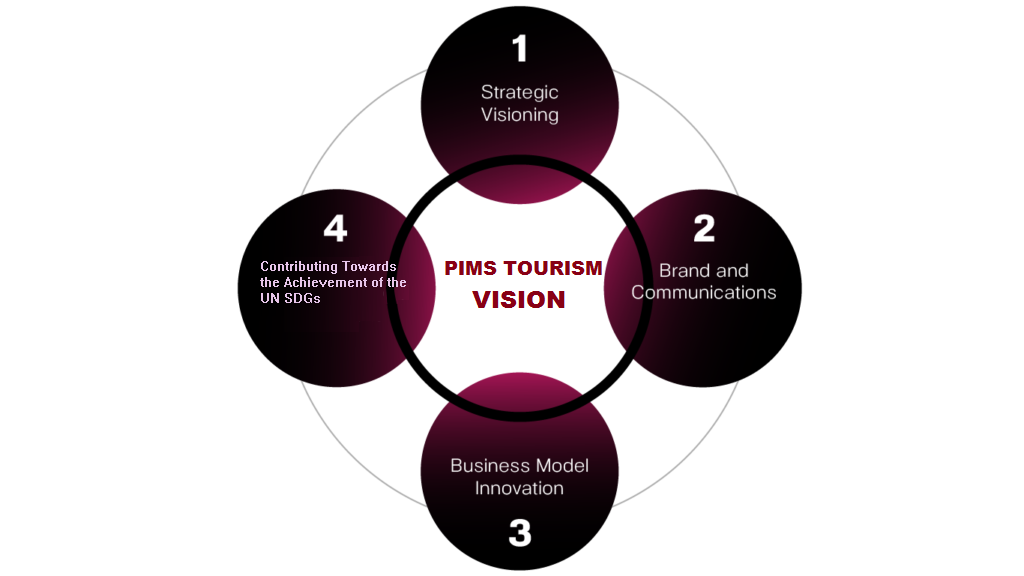 1
Strategic
Visioning
2
Brand and
Communications
PIMS TOURISM
VISION
4
Contributing Towards
the Achievement of the
UN SDGs
Business Model
Innovation
3